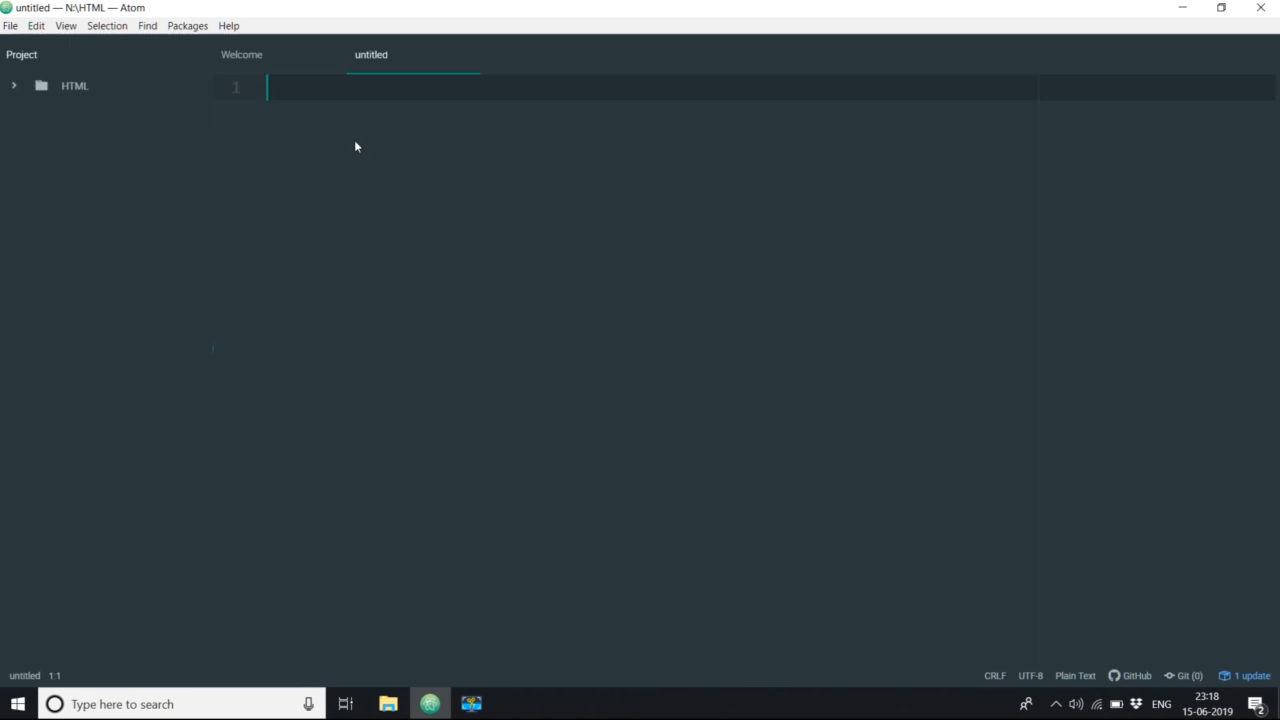 untitled — N:\HTML — Atom
File Edit View Selection Find Packages Help
Project Welcome untitled
HTML
1
untitled 1:1 CRLF UTF-8 Plain Text GitHub Git (0) 1 update
Type here to search ENG 23:18
15-06-2019 2